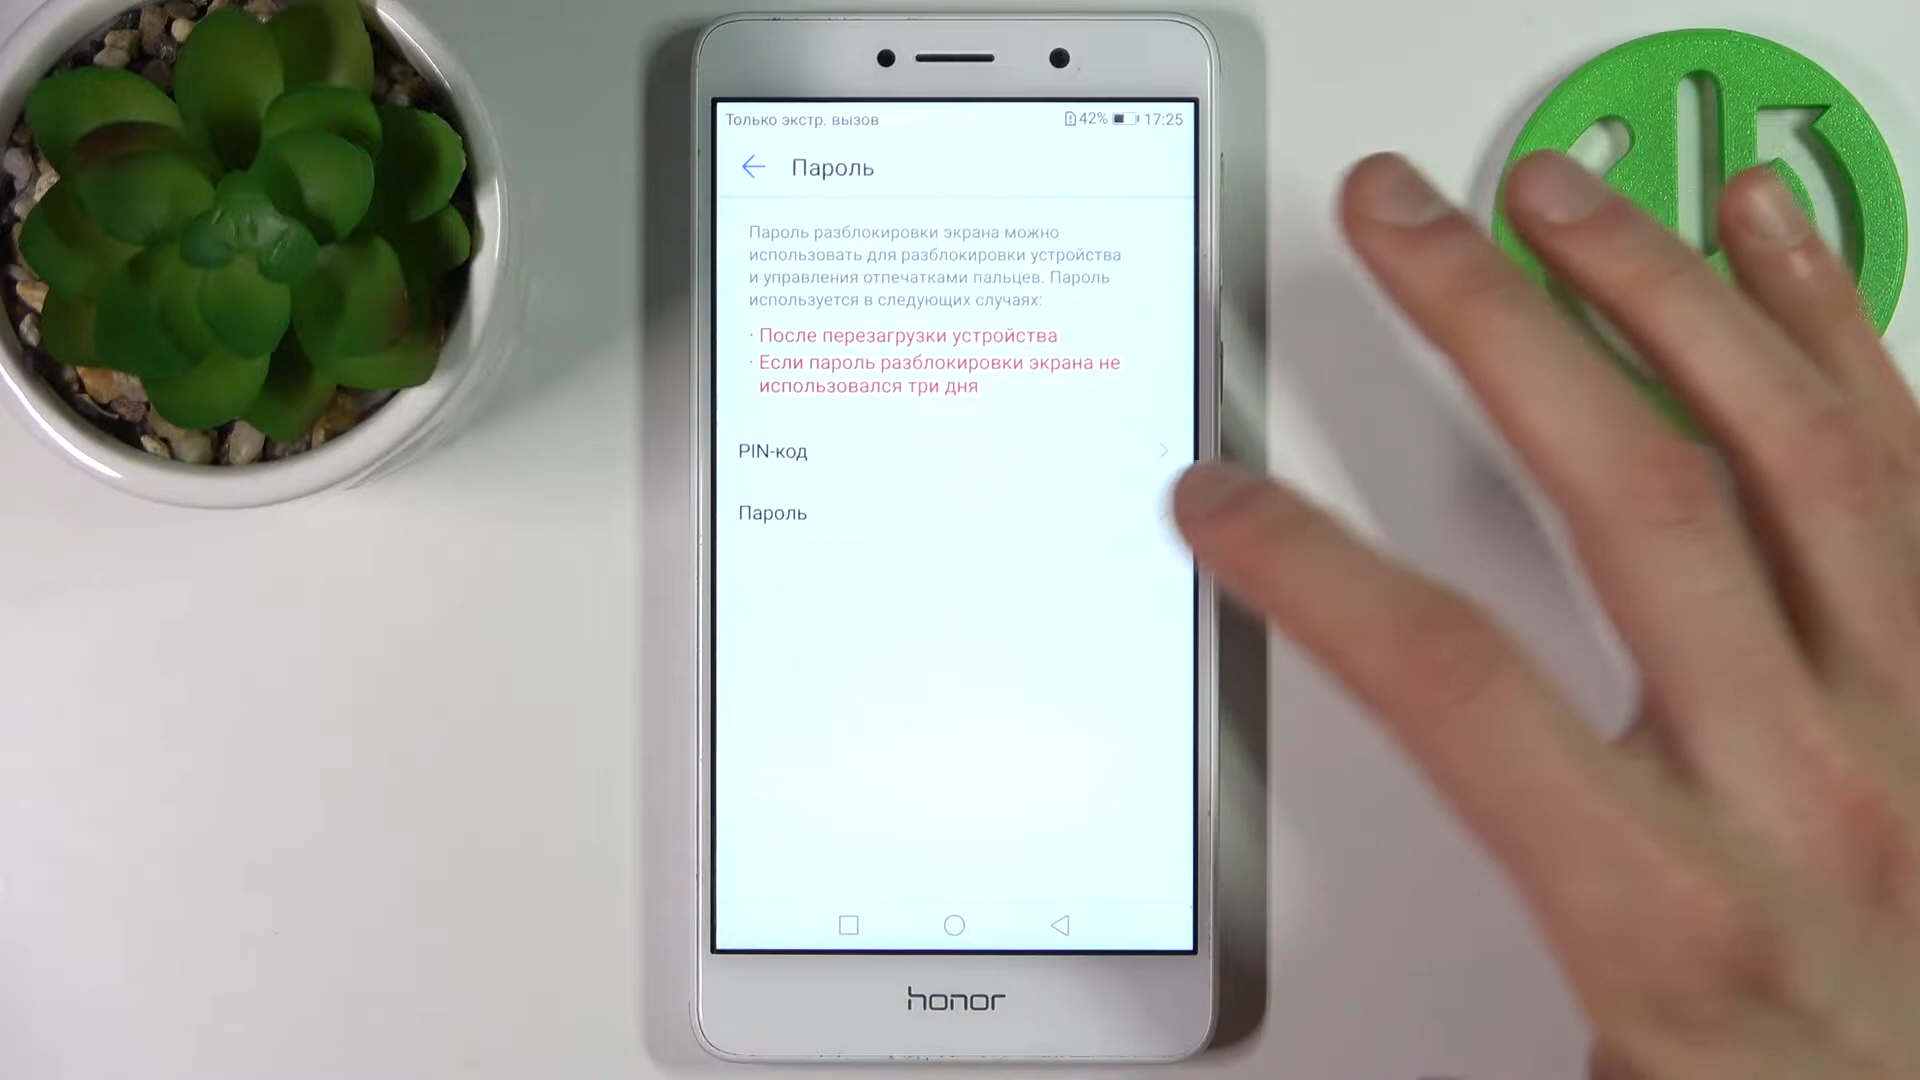 Только экстр. вызов 42% 17:25
Пароль
Пароль разблокировки экрана можно
использовать для разблокировки устройства
и управления отпечатками пальцев. Пароль
используется в следующих случаях:
· После перезагрузки устройства
· Если пароль разблокировки экрана не
использовался три дня
PIN-код
Пароль
honor